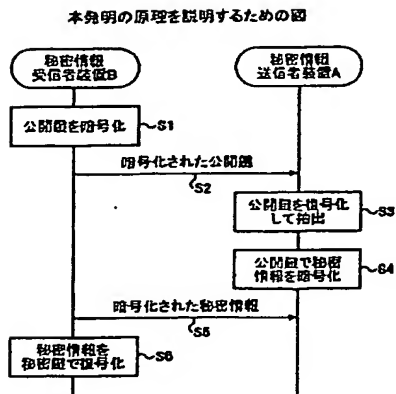 本発明の原理を説明するための図
秘密情報
受信者装置B
秘密情報
送信者装置A
公開鍵を暗号化
S1
暗号化された公開鍵
S2
公開鍵を復号化
して抽出
S3
公開鍵で秘密
情報を暗号化
S4
暗号化された秘密情報
S5
秘密情報を
秘密鍵で復号化
S6